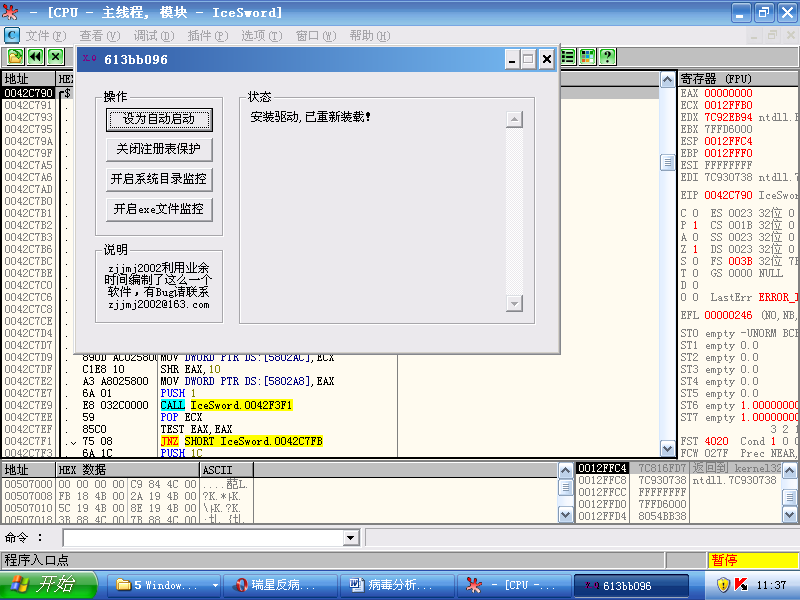 - [CPU - 主线程, 模块 - IceSword]
C 文件(F) 查看(V) 调试(D) 插件(P) 选项(T) 窗口(W) 帮助(H)
613bb096
操作
设为自动启动
关闭注册表保护
开启系统目录监控
开启exe文件监控
说明
zjjmj2002利用业余
时间编制了这么一个
软件，有Bug请联系
zjjmj2002@163.com
状态
安装驱动,已重新装载!
地址 HEX
0042C790
0042C791
0042C793
0042C795
0042C79A
0042C79F
0042C7A5
0042C7A6
0042C7AD
0042C7B0
0042C7B1
0042C7B2
0042C7B3
0042C7B6
0042C7BC
0042C7BE
0042C7C0
0042C7C6
0042C7C8
0042C7CE
0042C7D4
0042C7D7
0042C7D9 890D AC025800 MOV DWORD PTR DS:[5802AC],ECX
0042C7DF C1E8 10 SHR EAX,10
0042C7E2 A3 A8025800 MOV DWORD PTR DS:[5802A8],EAX
0042C7E7 6A 01 PUSH 1
0042C7E9 E8 032C0000 CALL IceSword.0042F3F1
0042C7EE 59 POP ECX
0042C7EF 85C0 TEST EAX,EAX
0042C7F1 75 08 JNZ SHORT IceSword.0042C7FB
0042C7F3 6A 1C PUSH 1C
寄存器 (FPU)
EAX 00000000
ECX 0012FFB0
EDX 7C92EB94 ntdll.
EBX 7FFD6000
ESP 0012FFC4
EBP 0012FFF0
ESI FFFFFFFF
EDI 7C930738 ntdll.
EIP 0042C790 IceSwor
C 0 ES 0023 32位 0
P 1 CS 001B 32位 0
A 0 SS 0023 32位 0
Z 1 DS 0023 32位 0
S 0 FS 003B 32位 7
T 0 GS 0000 NULL
D 0
O 0 LastErr ERROR_
EFL 00000246 (NO,NB,
ST0 empty -UNORM BCE
ST1 empty 0.0
ST2 empty 0.0
ST3 empty 0.0
ST4 empty 0.0
ST5 empty 0.0
ST6 empty 1.00000000
ST7 empty 1.00000000
3 2 1
FST 4020 Cond 1 0 0
FCW 027F Prec NEAR,
地址 HEX 数据 ASCII
00507000 00 00 00 00 C9 84 4C 00
00507008 FB 18 4B 00 2A 19 4B 00
00507010 5C 19 4B 00 8E 19 4B 00
00507018 3B 88 4C 00 7B 88 4C 00
0012FFC4 7C816FD7 返回到 kernel32
0012FFC8 7C930738 ntdll.7C930738
0012FFCC FFFFFFFF
0012FFD0 7FFD6000
0012FFD4 8054BB38
命令 :
程序入口点 暂停
开始 5 Window... 瑞星反病... 病毒分析... - [CPU -... 613bb096 11:37